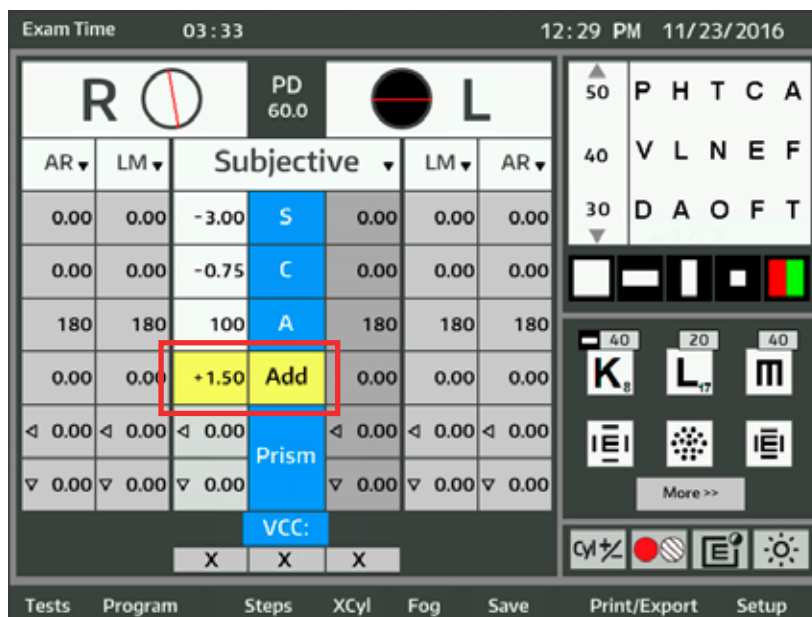 Exam Time 03:33 12:29 PM 11/23/2016
R PD 60.0 L
AR LM Subjective LM AR
0.00 0.00 -3.00 S 0.00 0.00 0.00
0.00 0.00 -0.75 C 0.00 0.00 0.00
180 180 100 A 180 180 180
0.00 0.00 +1.50 Add 0.00 0.00 0.00
0.00 0.00 0.00 Prism 0.00 0.00 0.00
0.00 0.00 0.00 0.00 0.00 0.00
VCC:
X X X
50 P H T C A
40 V L N E F
30 D A O F T
40 20 40
K 8 L 17 E
E E
More >>
Cyl +/- E
Tests Program Steps XCyl Fog Save Print/Export Setup